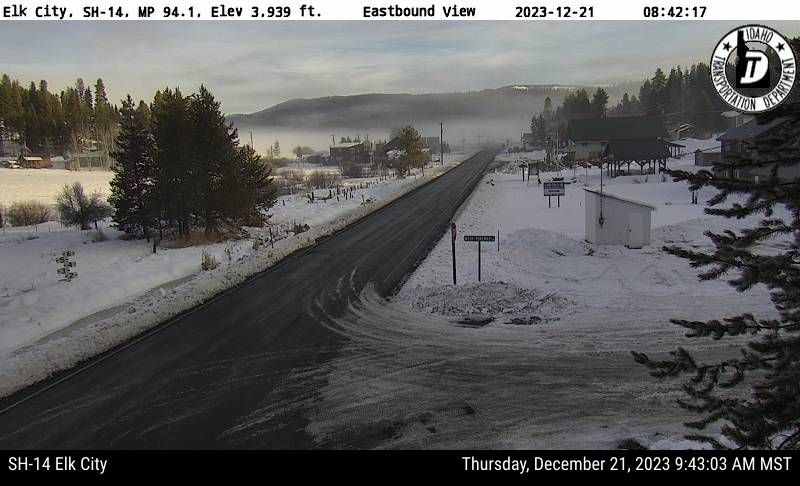 Elk City, SH-14, MP 94.1, Elev 3,939 ft. Eastbound View 2023-12-21 08:42:17
IDAHO
TRANSPORTATION DEPARTMENT
SH-14 Elk City Thursday, December 21, 2023 9:43:03 AM MST